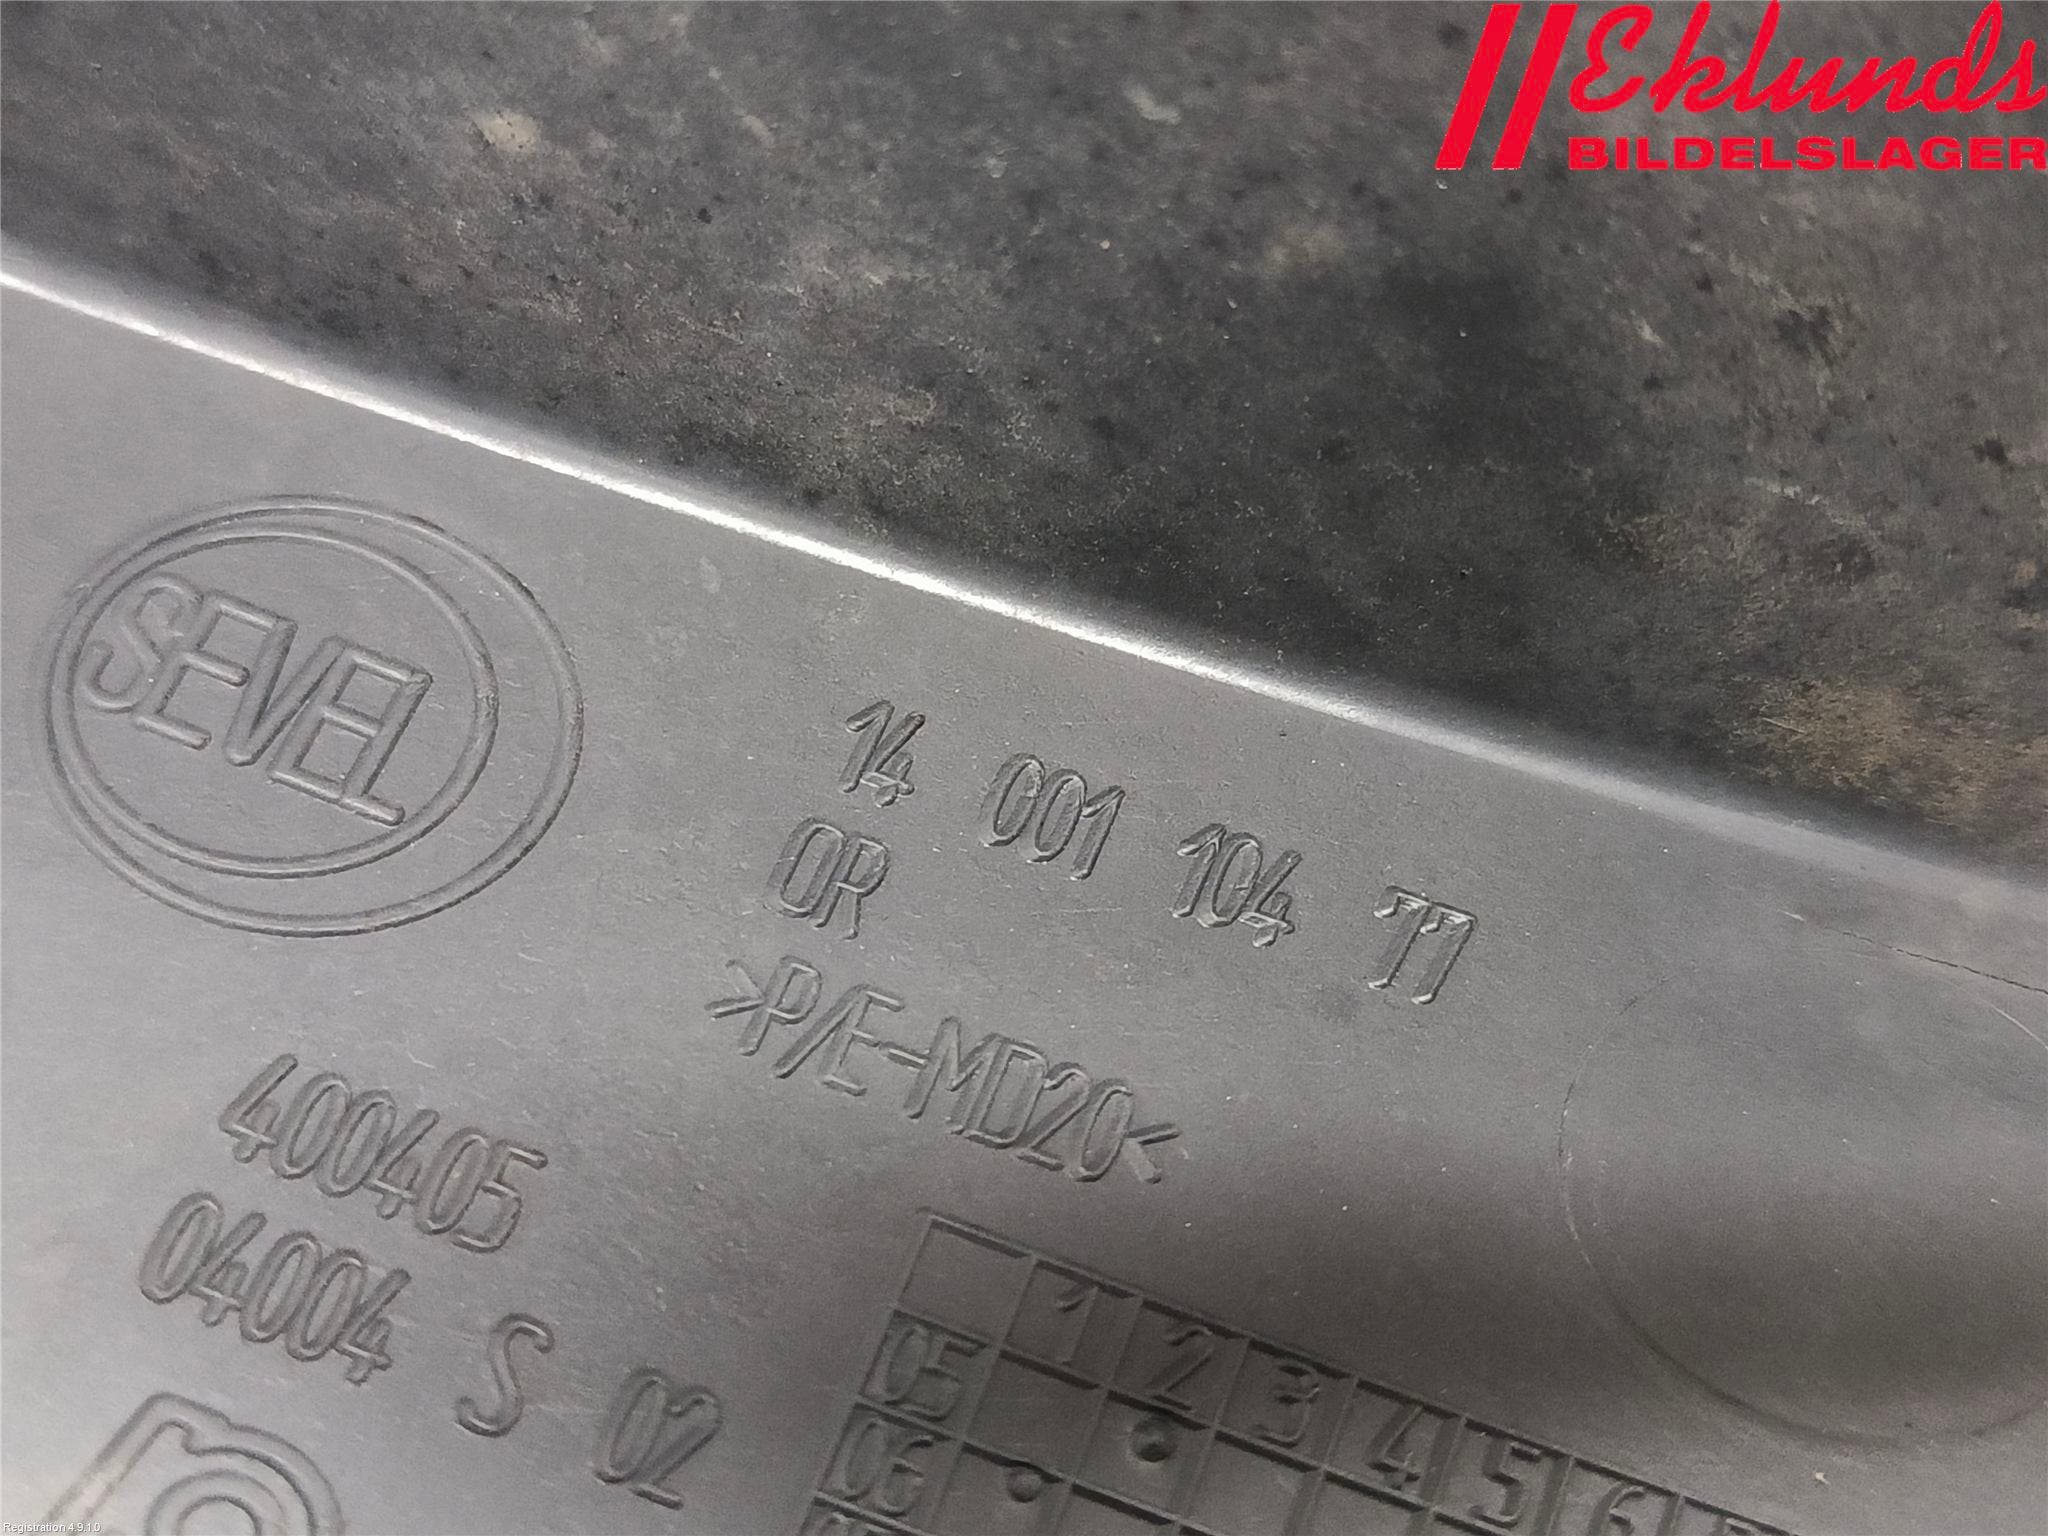 Eklunds
BILDELSLAGER
SEVEL
14 001 104 77
OR
>P/E-MD20<
400405
04004 S 02
1 2 3 4 5 6
05
06
Registration 4.9.1.0